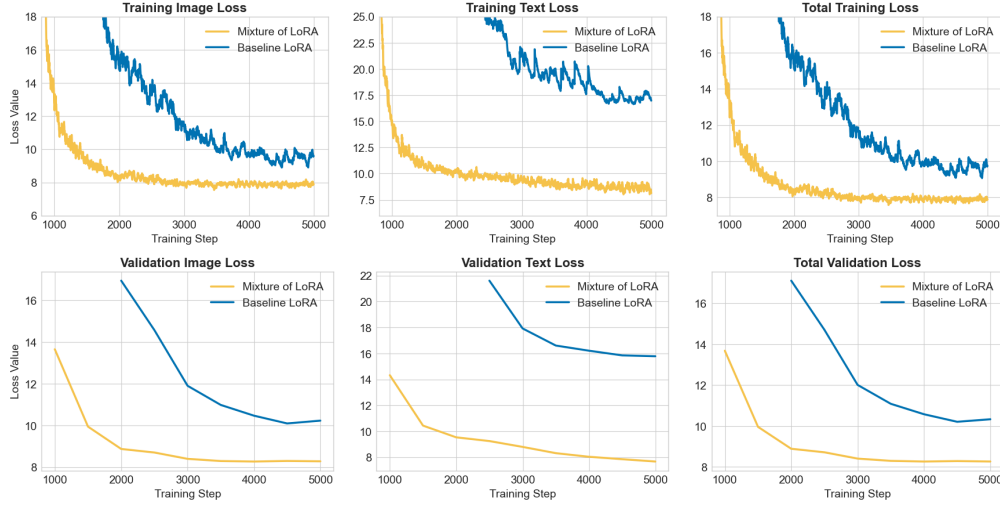 Training Image Loss
Loss Value
18
16
14
12
10
8
6
Mixture of LoRA
Baseline LoRA
1000 2000 3000 4000 5000
Training Step
Training Text Loss
25.0
22.5
20.0
17.5
15.0
12.5
10.0
7.5
Mixture of LoRA
Baseline LoRA
1000 2000 3000 4000 5000
Training Step
Total Training Loss
18
16
14
12
10
8
Mixture of LoRA
Baseline LoRA
1000 2000 3000 4000 5000
Training Step
Validation Image Loss
Loss Value
16
14
12
10
8
Mixture of LoRA
Baseline LoRA
1000 2000 3000 4000 5000
Training Step
Validation Text Loss
22
20
18
16
14
12
10
8
Mixture of LoRA
Baseline LoRA
1000 2000 3000 4000 5000
Training Step
Total Validation Loss
16
14
12
10
8
Mixture of LoRA
Baseline LoRA
1000 2000 3000 4000 5000
Training Step